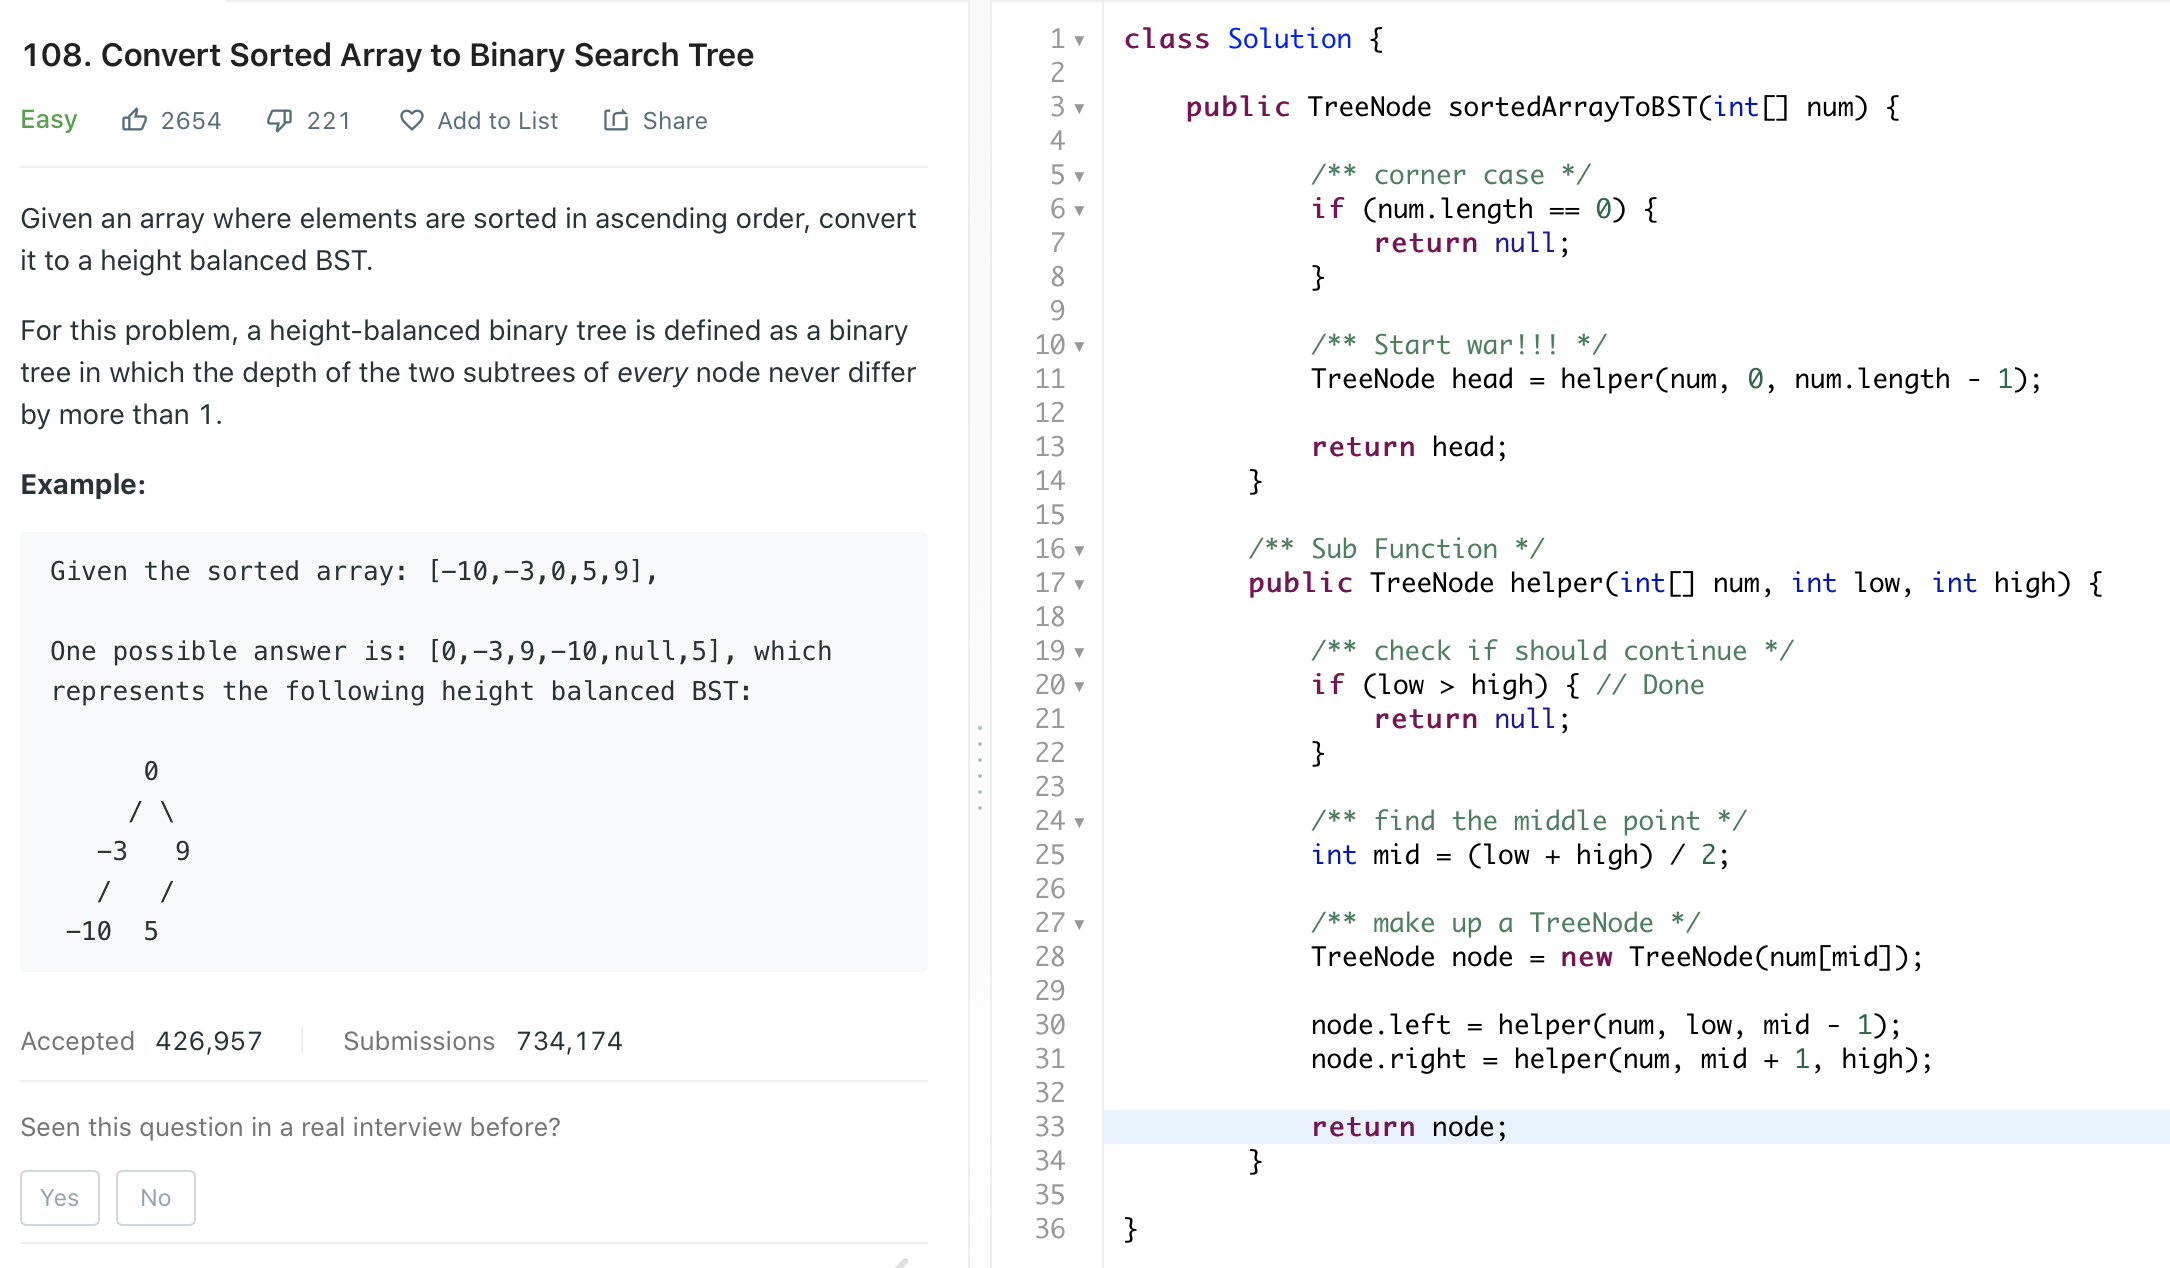 108. Convert Sorted Array to Binary Search Tree
Easy 2654 221 Add to List Share
Given an array where elements are sorted in ascending order, convert
it to a height balanced BST.
For this problem, a height-balanced binary tree is defined as a binary
tree in which the depth of the two subtrees of every node never differ
by more than 1.
Example:
Given the sorted array: [-10,-3,0,5,9],
One possible answer is: [0,-3,9,-10,null,5], which
represents the following height balanced BST:
0
/ \
-3 9
/ /
-10 5
Accepted 426,957 Submissions 734,174
Seen this question in a real interview before?
Yes No
1 class Solution {
2
3 public TreeNode sortedArrayToBST(int[] num) {
4
5 /** corner case */
6 if (num.length == 0) {
7 return null;
8 }
9
10 /** Start war!!! */
11 TreeNode head = helper(num, 0, num.length - 1);
12
13 return head;
14 }
15
16 /** Sub Function */
17 public TreeNode helper(int[] num, int low, int high) {
18
19 /** check if should continue */
20 if (low > high) { // Done
21 return null;
22 }
23
24 /** find the middle point */
25 int mid = (low + high) / 2;
26
27 /** make up a TreeNode */
28 TreeNode node = new TreeNode(num[mid]);
29
30 node.left = helper(num, low, mid - 1);
31 node.right = helper(num, mid + 1, high);
32
33 return node;
34 }
35
36 }